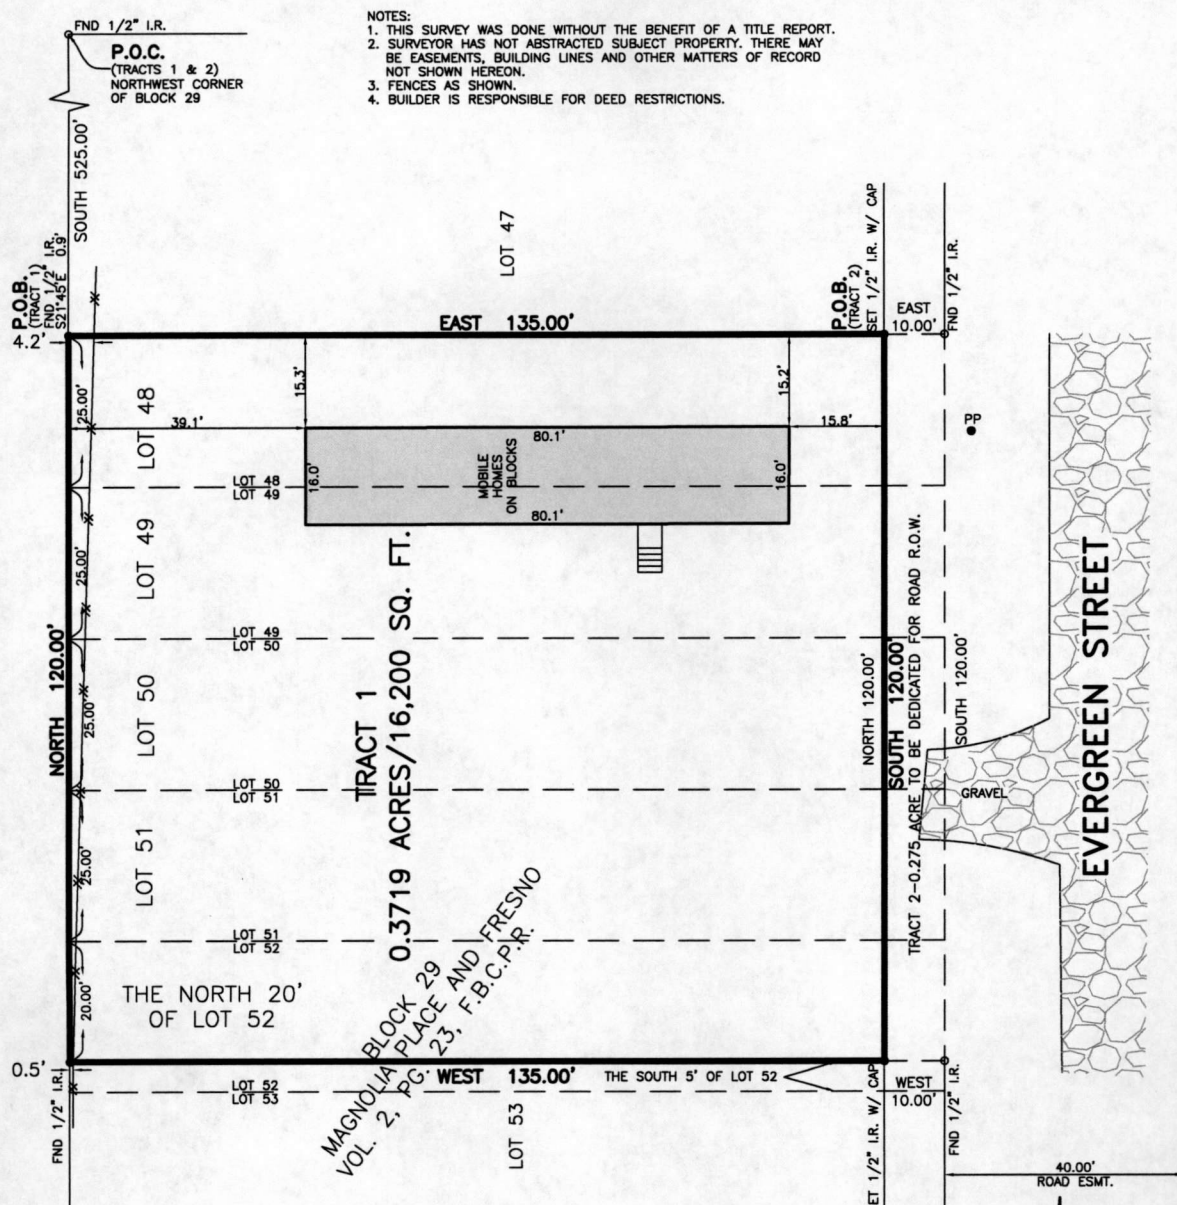 FND 1/2" I.R.
P.O.C.
(TRACTS 1 & 2)
NORTHWEST CORNER
OF BLOCK 29
NOTES:
1. THIS SURVEY WAS DONE WITHOUT THE BENEFIT OF A TITLE REPORT.
2. SURVEYOR HAS NOT ABSTRACTED SUBJECT PROPERTY. THERE MAY
BE EASEMENTS, BUILDING LINES AND OTHER MATTERS OF RECORD
NOT SHOWN HEREON.
3. FENCES AS SHOWN.
4. BUILDER IS RESPONSIBLE FOR DEED RESTRICTIONS.
SOUTH 525.00'
P.O.B.
(TRACT 1)
FND 1/2" I.R.
S21°45'E 0.9'
LOT 47
P.O.B.
(TRACT 2)
SET 1/2" I.R. W/ CAP
EAST
10.00'
FND 1/2" I.R.
4.2'
EAST 135.00'
25.00'
LOT 48
39.1'
15.3'
15.2'
15.8'
PP
80.1'
16.0'
MOBILE
HOMES
ON BLOCKS
16.0'
80.1'
LOT 48
LOT 49
25.00'
LOT 49
LOT 49
LOT 50
NORTH 120.00'
25.00'
LOT 50
TRACT 1
0.3719 ACRES/16,200 SQ. FT.
NORTH 120.00'
SOUTH 120.00'
TRACT 2-0.275 ACRE TO BE DEDICATED FOR ROAD R.O.W.
SOUTH 120.00'
GRAVEL
EVERGREEN STREET
LOT 50
LOT 51
25.00'
LOT 51
LOT 51
LOT 52
20.00'
THE NORTH 20'
OF LOT 52
BLOCK 29
MAGNOLIA PLACE AND FRESNO
VOL. 2, PG. 23, F.B.C.P.R.
0.5'
WEST 135.00'
THE SOUTH 5' OF LOT 52
WEST
10.00'
LOT 52
LOT 53
FND 1/2" I.R.
LOT 53
ET 1/2" I.R. W/ CAP
FND 1/2" I.R.
40.00'
ROAD ESMT.